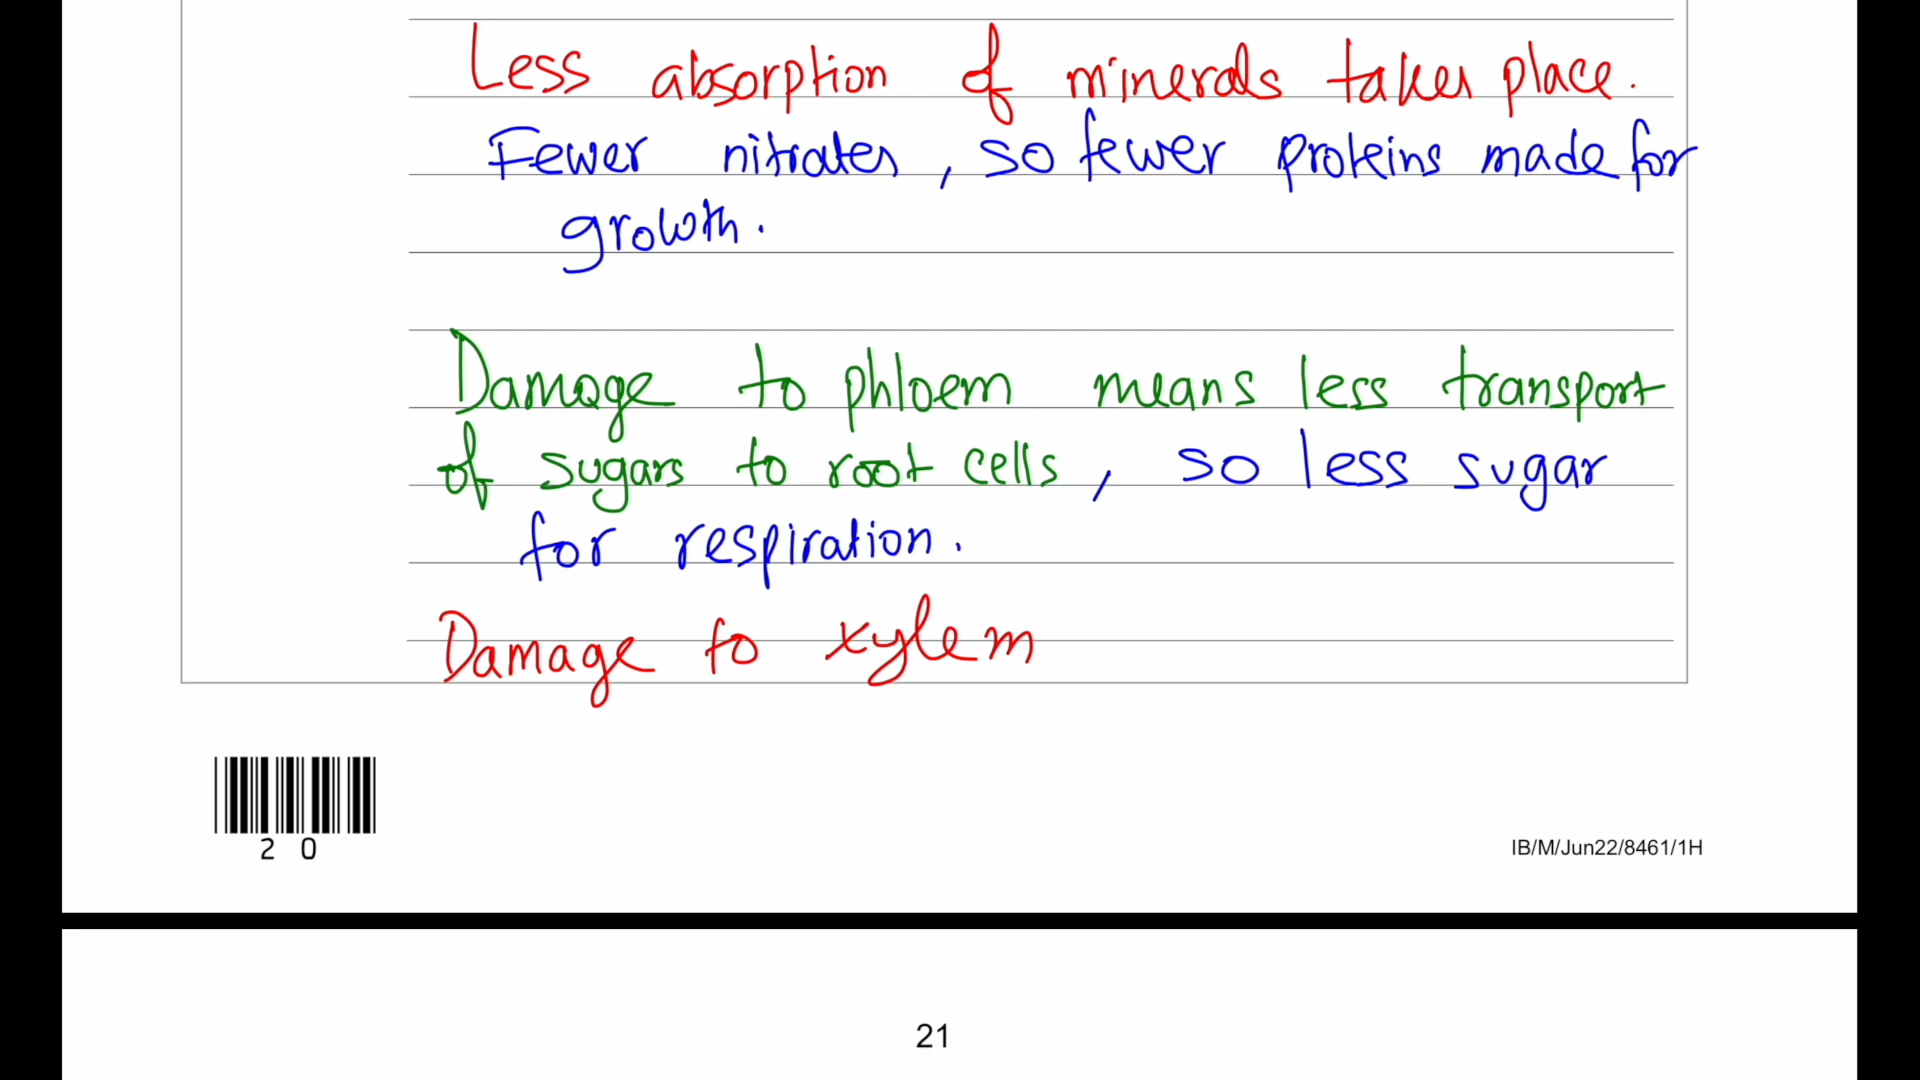 Less absorption of minerals takes place.
Fewer nitrates, so fewer proteins made for
growth.
Damage to phloem means less transport
of sugars to root cells, so less sugar
for respiration.
Damage to xylem
2 0
IB/M/Jun22/8461/1H
21